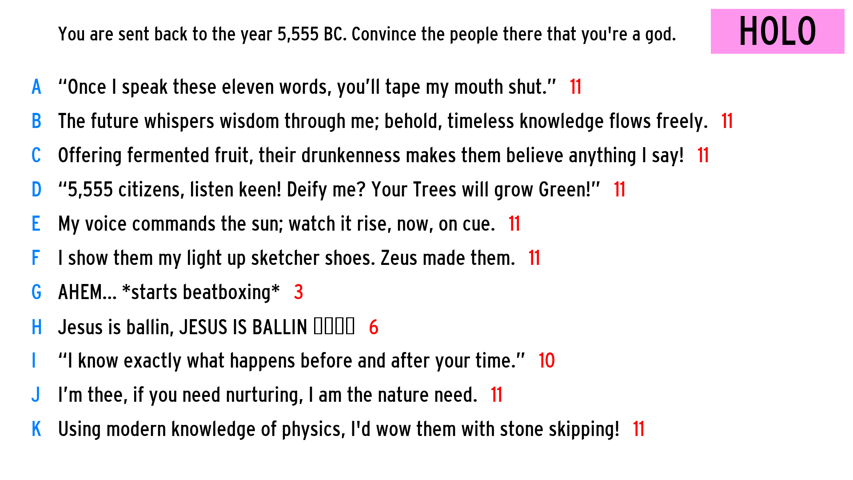 You are sent back to the year 5,555 BC. Convince the people there that you're a god.
HOLO
A “Once I speak these eleven words, you’ll tape my mouth shut.” 11
B The future whispers wisdom through me; behold, timeless knowledge flows freely. 11
C Offering fermented fruit, their drunkenness makes them believe anything I say! 11
D “5,555 citizens, listen keen! Deify me? Your Trees will grow Green!” 11
E My voice commands the sun; watch it rise, now, on cue. 11
F I show them my light up sketcher shoes. Zeus made them. 11
G AHEM... *starts beatboxing* 3
H Jesus is ballin, JESUS IS BALLIN 6
I “I know exactly what happens before and after your time.” 10
J I’m thee, if you need nurturing, I am the nature need. 11
K Using modern knowledge of physics, I'd wow them with stone skipping! 11